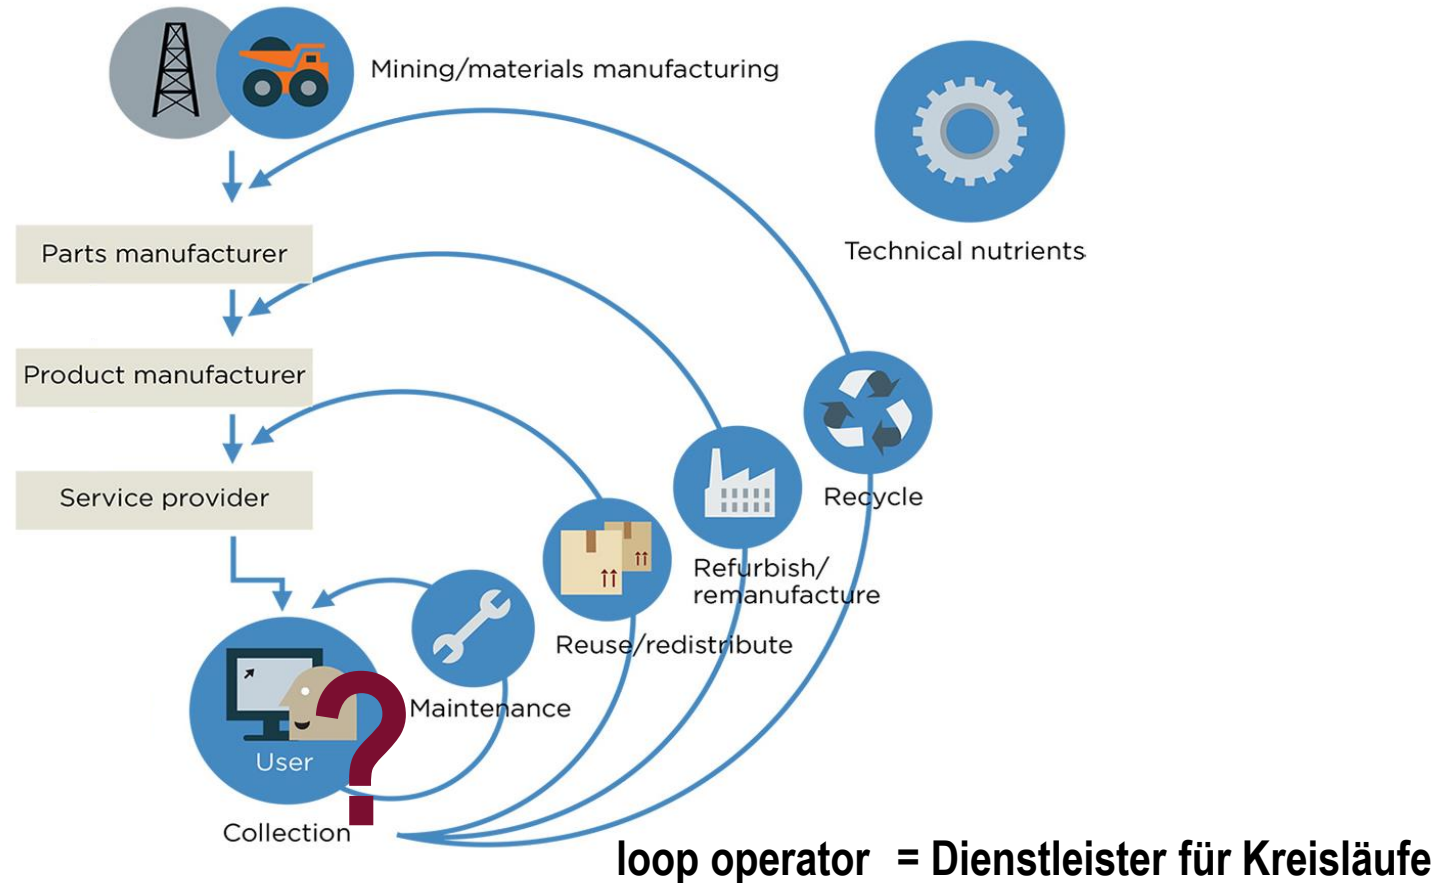 Mining/materials manufacturing
Technical nutrients
Parts manufacturer
Product manufacturer
Service provider
Recycle
Refurbish/
remanufacture
Reuse/redistribute
Maintenance
User
?
Collection
loop operator = Dienstleister für Kreisläufe